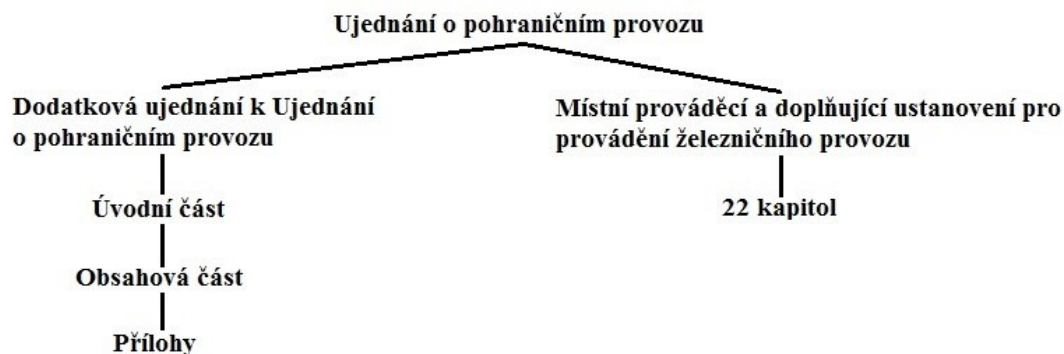 Ujednání o pohraničním provozu
Dodatková ujednání k Ujednání
o pohraničním provozu
Místní prováděcí a doplňující ustanovení pro
provádění železničního provozu
Úvodní část
22 kapitol
Obsahová část
Přílohy